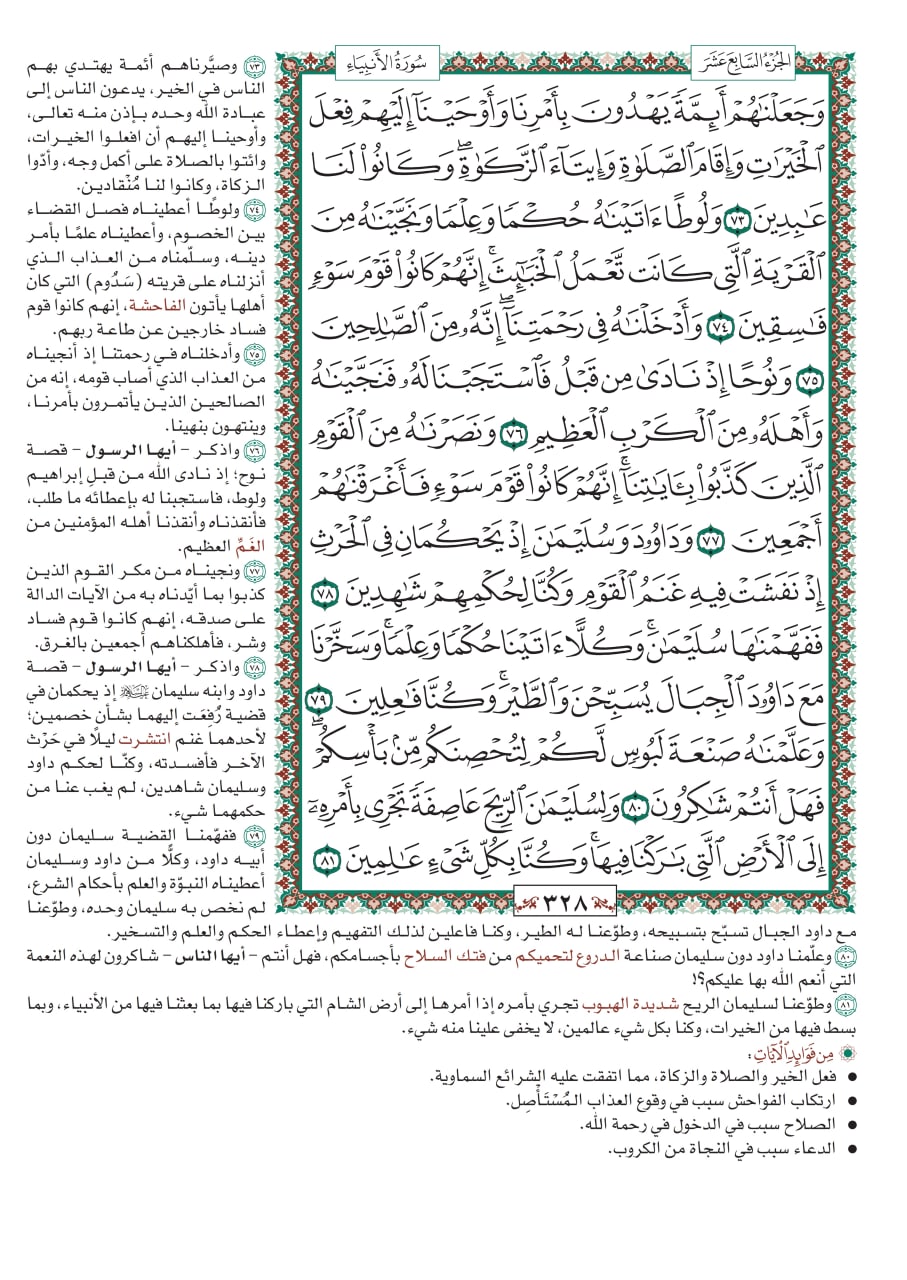 الجُزْءُ السَّابِعَ عَشَرَ
سُورَةُ الأَنبِيَاءِ
وَجَعَلْنَٰهُمْ أَئِمَّةً يَهْدُونَ بِأَمْرِنَا وَأَوْحَيْنَآ إِلَيْهِمْ فِعْلَ
ٱلْخَيْرَٰتِ وَإِقَامَ ٱلصَّلَوٰةِ وَإِيتَآءَ ٱلزَّكَوٰةِۖ وَكَانُوا۟ لَنَا
عَٰبِدِينَ ٧٣ وَلُوطًا ءَاتَيْنَٰهُ حُكْمًا وَعِلْمًا وَنَجَّيْنَٰهُ مِنَ
ٱلْقَرْيَةِ ٱلَّتِى كَانَت تَّعْمَلُ ٱلْخَبَٰٓئِثَۚ إِنَّهُمْ كَانُوا۟ قَوْمَ سَوْءٍ
فَٰسِقِينَ ٧٤ وَأَدْخَلْنَٰهُ فِى رَحْمَتِنَآۖ إِنَّهُۥ مِنَ ٱلصَّٰلِحِينَ
٧٥ وَنُوحًا إِذْ نَادَىٰ مِن قَبْلُ فَٱسْتَجَبْنَا لَهُۥ فَنَجَّيْنَٰهُ
وَأَهْلَهُۥ مِنَ ٱلْكَرْبِ ٱلْعَظِيمِ ٧٦ وَنَصَرْنَٰهُ مِنَ ٱلْقَوْمِ
ٱلَّذِينَ كَذَّبُوا۟ بِـَٔايَٰتِنَآۚ إِنَّهُمْ كَانُوا۟ قَوْمَ سَوْءٍ فَأَغْرَقْنَٰهُمْ
أَجْمَعِينَ ٧٧ وَدَاوُۥدَ وَسُلَيْمَٰنَ إِذْ يَحْكُمَانِ فِى ٱلْحَرْثِ
إِذْ نَفَشَتْ فِيهِ غَنَمُ ٱلْقَوْمِ وَكُنَّا لِحُكْمِهِمْ شَٰهِدِينَ ٧٨
فَفَهَّمْنَٰهَا سُلَيْمَٰنَۚ وَكُلًّا ءَاتَيْنَا حُكْمًا وَعِلْمًاۚ وَسَخَّرْنَا
مَعَ دَاوُۥدَ ٱلْجِبَالَ يُسَبِّحْنَ وَٱلطَّيْرَۚ وَكُنَّا فَٰعِلِينَ ٧٩
وَعَلَّمْنَٰهُ صَنْعَةَ لَبُوسٍ لَّكُمْ لِتُحْصِنَكُم مِّنۢ بَأْسِكُمْۖ
فَهَلْ أَنتُمْ شَٰكِرُونَ ٨٠ وَلِسُلَيْمَٰنَ ٱلرِّيحَ عَاصِفَةً تَجْرِى بِأَمْرِهِۦٓ
إِلَى ٱلْأَرْضِ ٱلَّتِى بَٰرَكْنَا فِيهَاۚ وَكُنَّا بِكُلِّ شَىْءٍ عَٰلِمِينَ ٨١
٣٢٨
٧٣ وصيَّرناهم أئمة يهتدي بهم
الناس في الخير، يدعون الناس إلى
عبادة الله وحده بإذن منه تعالى،
وأوحينا إليهم أن افعلوا الخيرات،
وائتوا بالصلاة على أكمل وجه، وأدّوا
الزكاة، وكانوا لنا مُنْقادين.
٧٤ ولوطًا أعطيناه فصل القضاء
بين الخصوم، وأعطيناه علمًا بأمر
دينه، وسلّمناه من العذاب الذي
أنزلناه على قريته (سَدُوم) التي كان
أهلها يأتون الفاحشة، إنهم كانوا قوم
فساد خارجين عن طاعة ربهم.
٧٥ وأدخلناه في رحمتنا إذ أنجيناه
من العذاب الذي أصاب قومه، إنه من
الصالحين الذين يأتمرون بأمرنا،
وينتهون بنهينا.
٧٦ واذكر - أيها الرسول - قصة
نوح؛ إذ نادى الله من قبل إبراهيم
ولوط، فاستجبنا له بإعطائه ما طلب،
فأنقذناه وأنقذنا أهله المؤمنين من
الغَمِّ العظيم.
٧٧ ونجيناه من مكر القوم الذين
كذبوا بما أيّدناه به من الآيات الدالة
على صدقه، إنهم كانوا قوم فساد
وشر، فأهلكناهم أجمعين بالغرق.
٧٨ واذكر - أيها الرسول - قصة
داود وابنه سليمان إذ يحكمان في
قضية رُفِعَت إليهما بشأن خصمين؛
لأحدهما غنم انتشرت ليلًا في حَرْث
الآخر فأفسدته، وكنّا لحكم داود
وسليمان شاهدين، لم يغب عنا من
حكمهما شيء.
٧٩ ففهّمنا القضية سليمان دون
أبيه داود، وكلًّا من داود وسليمان
أعطيناه النبوّة والعلم بأحكام الشرع،
لم نخص به سليمان وحده، وطوّعنا
مع داود الجبال تسبّح بتسبيحه، وطوّعنا له الطير، وكنا فاعلين لذلك التفهيم وإعطاء الحكم والعلم والتسخير.
٨٠ وعلّمنا داود دون سليمان صناعة الدروع لتحميكم من فتك السلاح بأجسامكم، فهل أنتم - أيها الناس - شاكرون لهذه النعمة
التي أنعم الله بها عليكم؟!
٨١ وطوّعنا لسليمان الريح شديدة الهبوب تجري بأمره إذا أمرها إلى أرض الشام التي باركنا فيها بما بعثنا فيها من الأنبياء، وبما
بسط فيها من الخيرات، وكنا بكل شيء عالمين، لا يخفى علينا منه شيء.
مِن فَوَائِدِ الْآيَاتِ:
● فعل الخير والصلاة والزكاة، مما اتفقت عليه الشرائع السماوية.
● ارتكاب الفواحش سبب في وقوع العذاب المُسْتَأْصِل.
● الصلاح سبب في الدخول في رحمة الله.
● الدعاء سبب في النجاة من الكروب.